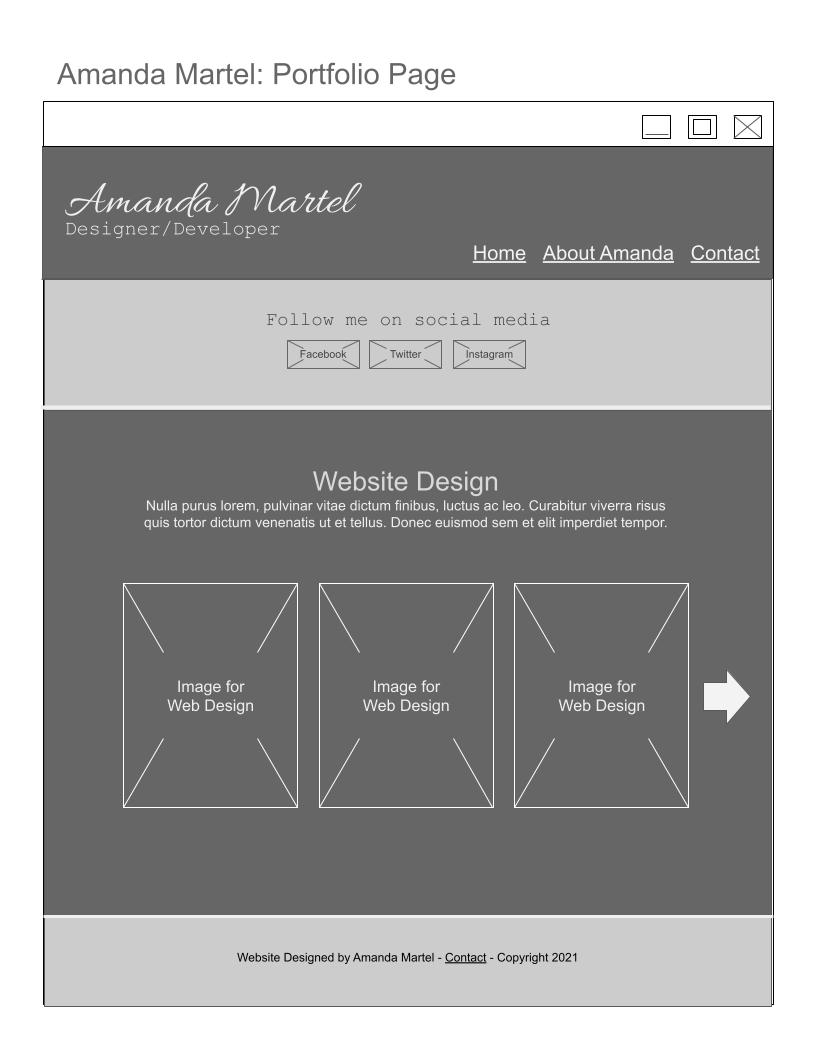 Amanda Martel: Portfolio Page
Amanda Martel
Designer/Developer
Home About Amanda Contact
Follow me on social media
Facebook Twitter Instagram
Website Design
Nulla purus lorem, pulvinar vitae dictum finibus, luctus ac leo. Curabitur viverra risus
quis tortor dictum venenatis ut et tellus. Donec euismod sem et elit imperdiet tempor.
Image for
Web Design
Image for
Web Design
Image for
Web Design
Website Designed by Amanda Martel - Contact - Copyright 2021